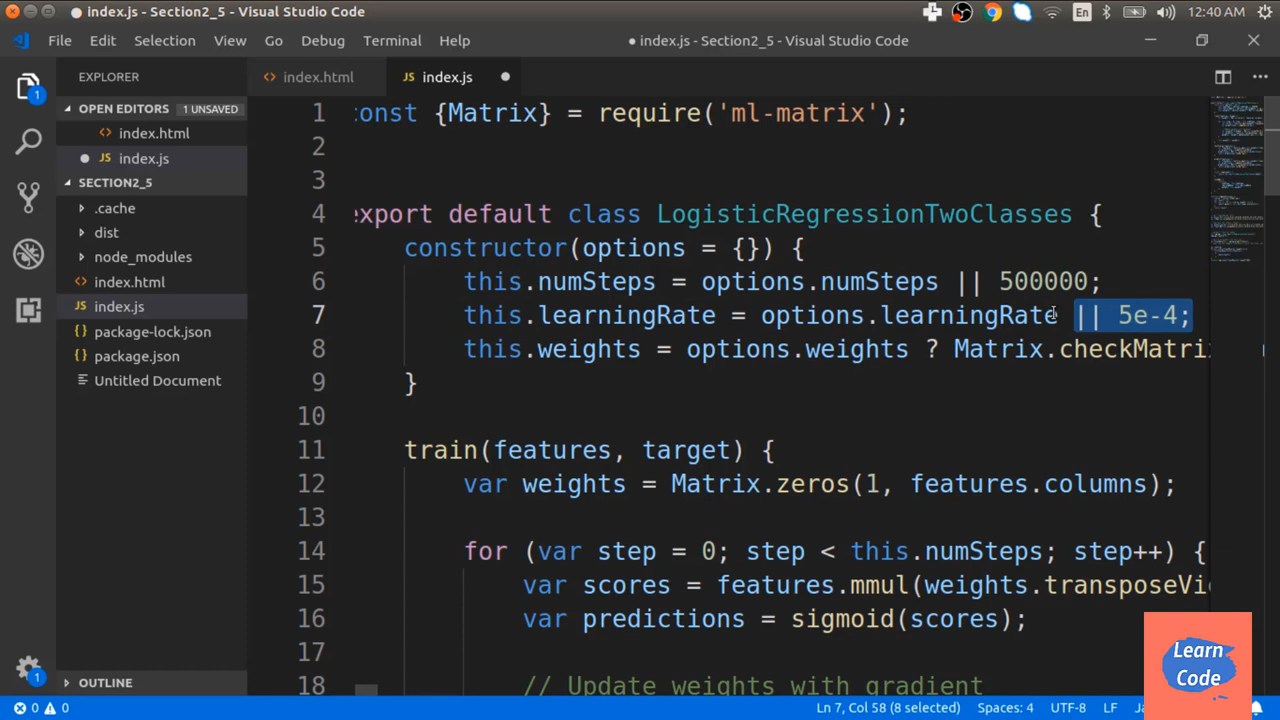 index.js - Section2_5 - Visual Studio Code
En
12:40 AM
File Edit Selection View Go Debug Terminal Help
● index.js - Section2_5 - Visual Studio Code
EXPLORER
OPEN EDITORS 1 UNSAVED
index.html
JS index.js
SECTION2_5
.cache
dist
node_modules
index.html
JS index.js
package-lock.json
package.json
Untitled Document
OUTLINE
1
1
index.html
JS index.js
1 const {Matrix} = require('ml-matrix');
2
3
4 export default class LogisticRegressionTwoClasses {
5 constructor(options = {}) {
6 this.numSteps = options.numSteps || 500000;
7 this.learningRate = options.learningRate || 5e-4;
8 this.weights = options.weights ? Matrix.checkMatri
9 }
10
11 train(features, target) {
12 var weights = Matrix.zeros(1, features.columns);
13
14 for (var step = 0; step < this.numSteps; step++) {
15 var scores = features.mmul(weights.transposeVi
16 var predictions = sigmoid(scores);
17
18 // Update weights with gradient
Learn
Code
0 0
Ln 7, Col 58 (8 selected) Spaces: 4 UTF-8 LF